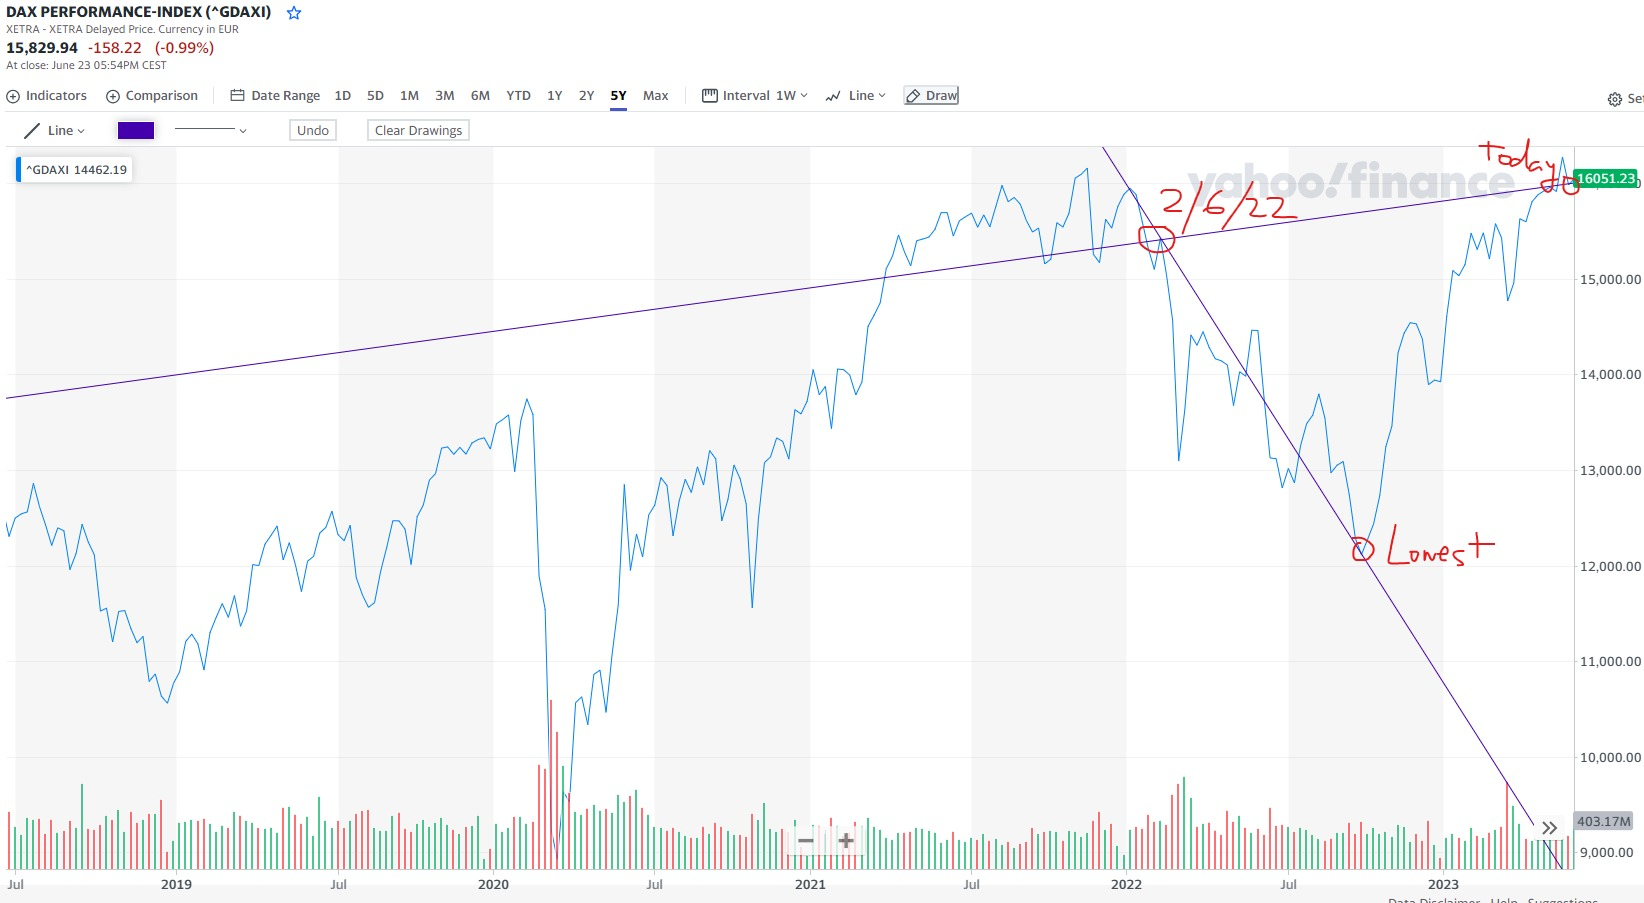 DAX PERFORMANCE-INDEX (^GDAXI)
XETRA - XETRA Delayed Price. Currency in EUR
15,829.94 -158.22 (-0.99%)
At close: June 23 05:54PM CEST
Indicators Comparison Date Range 1D 5D 1M 3M 6M YTD 1Y 2Y 5Y Max Interval 1W Line Draw
Line Undo Clear Drawings
^GDAXI 14462.19
yahoo!finance
today
16051.23
2/6/22
15,000.00
14,000.00
13,000.00
Lowest
12,000.00
11,000.00
10,000.00
403.17M
9,000.00
Jul 2019 Jul 2020 Jul 2021 Jul 2022 Jul 2023